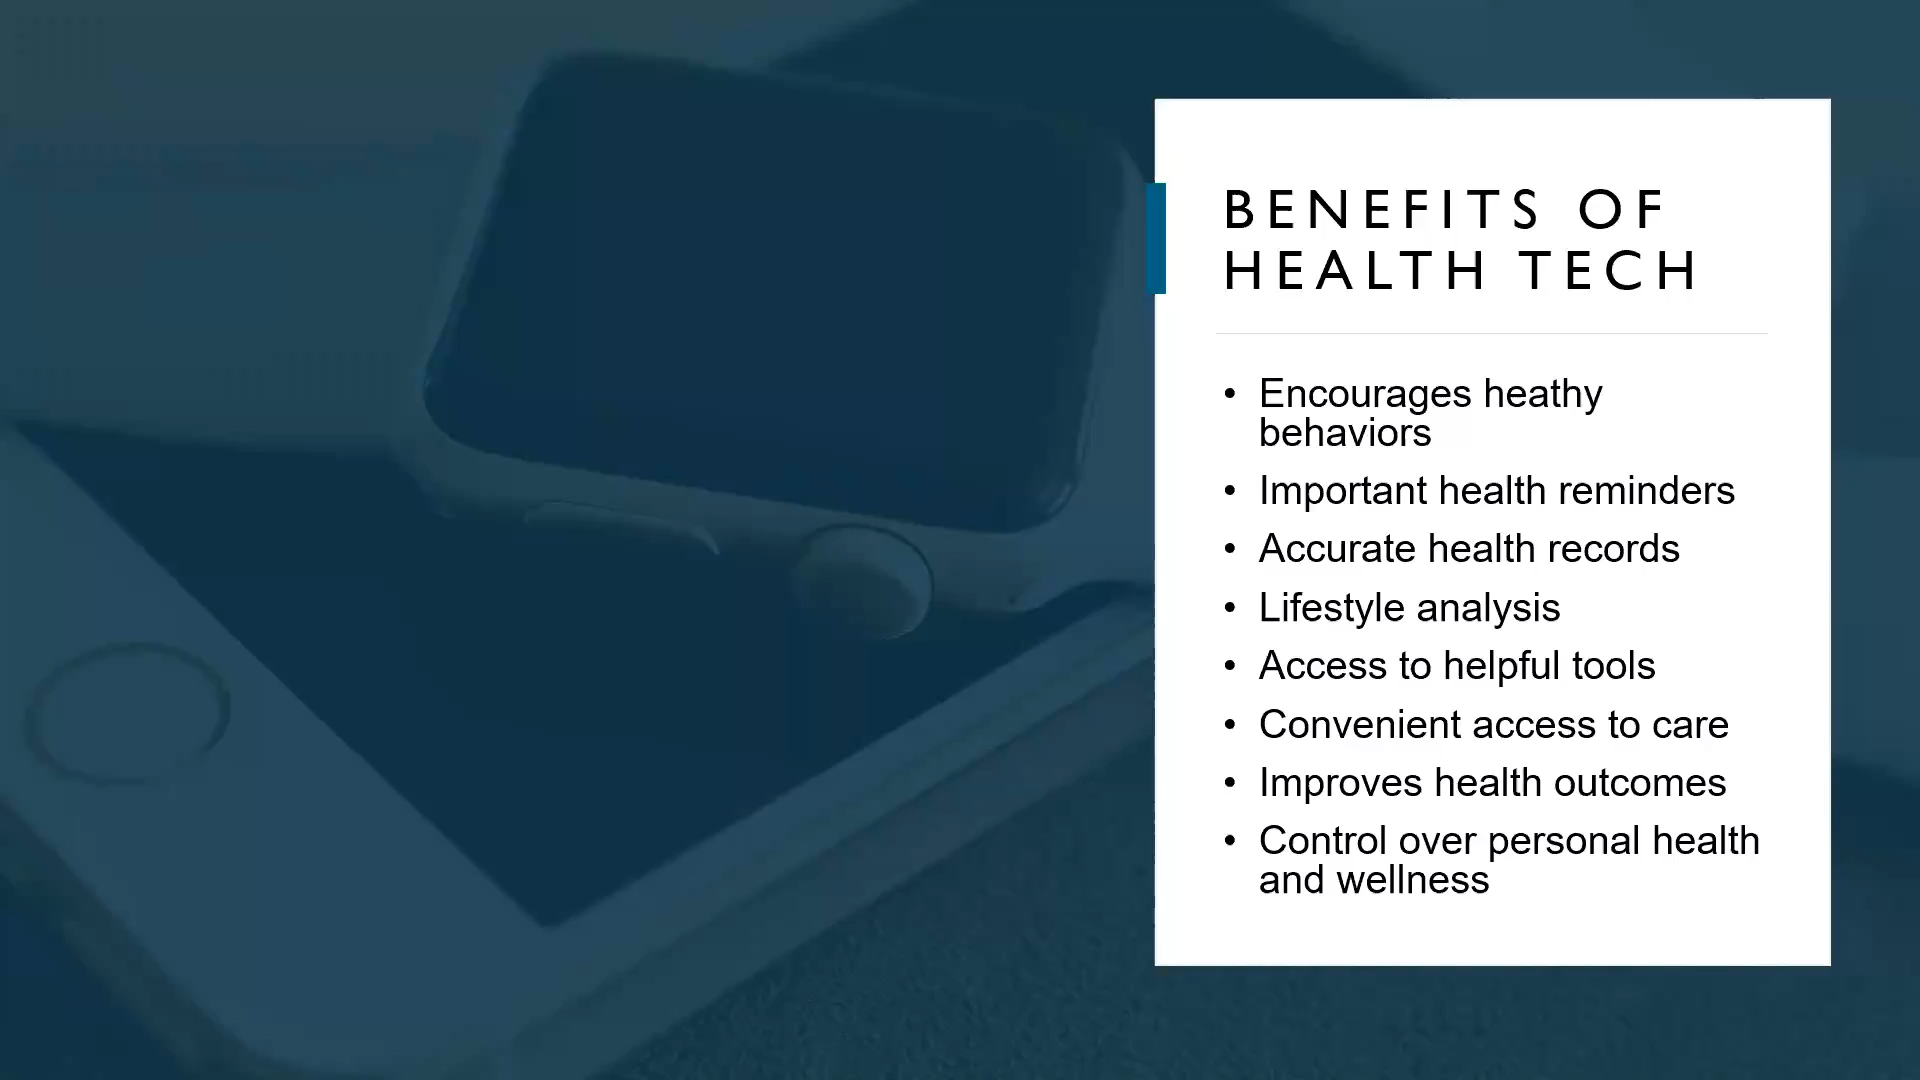 BENEFITS OF
HEALTH TECH
• Encourages heathy
behaviors
• Important health reminders
• Accurate health records
• Lifestyle analysis
• Access to helpful tools
• Convenient access to care
• Improves health outcomes
• Control over personal health
and wellness